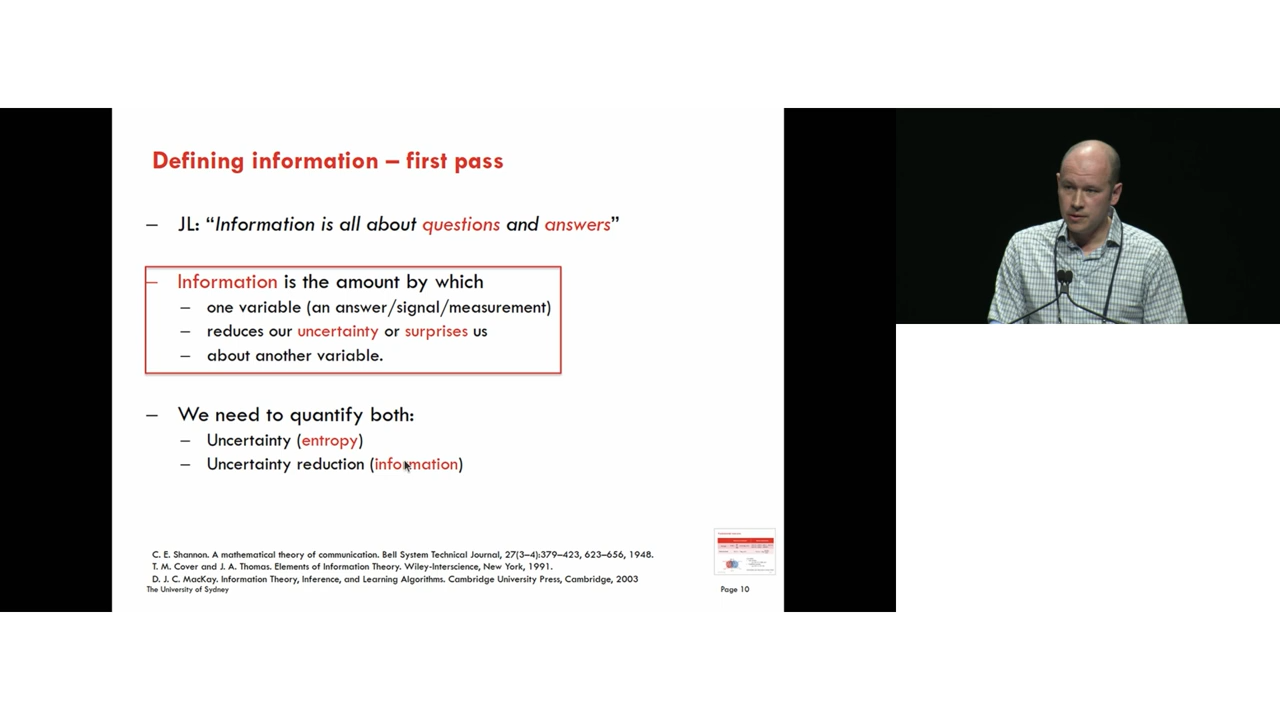 Defining information – first pass
– JL: “Information is all about questions and answers”
– Information is the amount by which
– one variable (an answer/signal/measurement)
– reduces our uncertainty or surprises us
– about another variable.
– We need to quantify both:
– Uncertainty (entropy)
– Uncertainty reduction (information)
C. E. Shannon. A mathematical theory of communication. Bell System Technical Journal, 27(3–4):379–423, 623–656, 1948.
T. M. Cover and J. A. Thomas. Elements of Information Theory. Wiley-Interscience, New York, 1991.
D. J. C. MacKay. Information Theory, Inference, and Learning Algorithms. Cambridge University Press, Cambridge, 2003
The University of Sydney
Page 10